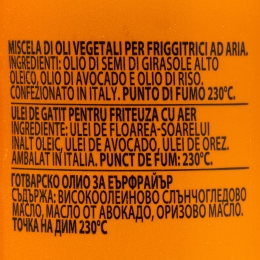 MISCELA DI OLI VEGETALI PER FRIGGITRICI AD ARIA.
INGREDIENTI: OLIO DI SEMI DI GIRASOLE ALTO
OLEICO, OLIO DI AVOCADO E OLIO DI RISO.
CONFEZIONATO IN ITALY. PUNTO DI FUMO 230°C.
ULEI DE GATIT PENTRU FRITEUZA CU AER
INGREDIENTE: ULEI DE FLOAREA-SOARELUI
INALT OLEIC, ULEI DE AVOCADO, ULEI DE OREZ.
AMBALAT IN ITALIA. PUNCT DE FUM: 230°C.
ГОТВАРСКО ОЛИО ЗА ЕЪРФРАЙЪР
СЪДЪРЖА: ВИСОКООЛЕИНОВО СЛЪНЧОГЛЕДОВО
МАСЛО, МАСЛО ОТ АВОКАДО, ОРИЗОВО МАСЛО.
ТОЧКА НА ДИМ 230°C